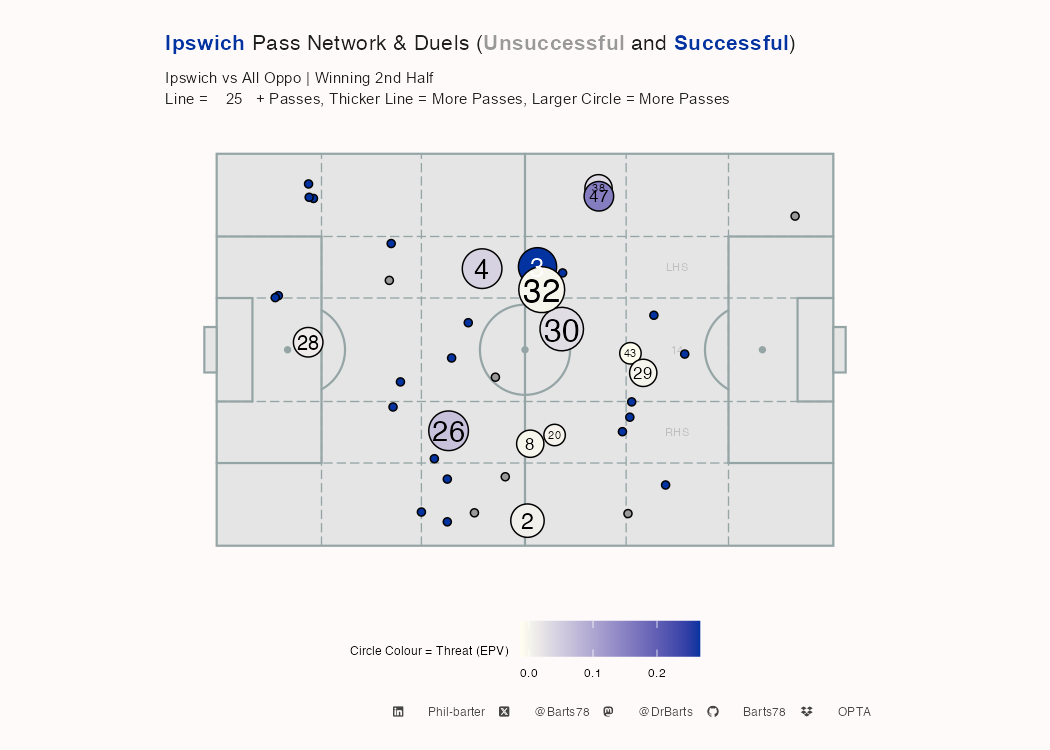 Ipswich Pass Network & Duels (Unsuccessful and Successful)
Ipswich vs All Oppo | Winning 2nd Half
Line = 25 + Passes, Thicker Line = More Passes, Larger Circle = More Passes
38
47
LHS
4
3
32
30
28
43
14
29
26
8
20
RHS
2
Circle Colour = Threat (EPV)
0.0 0.1 0.2
Phil-barter @Barts78 @DrBarts Barts78 OPTA